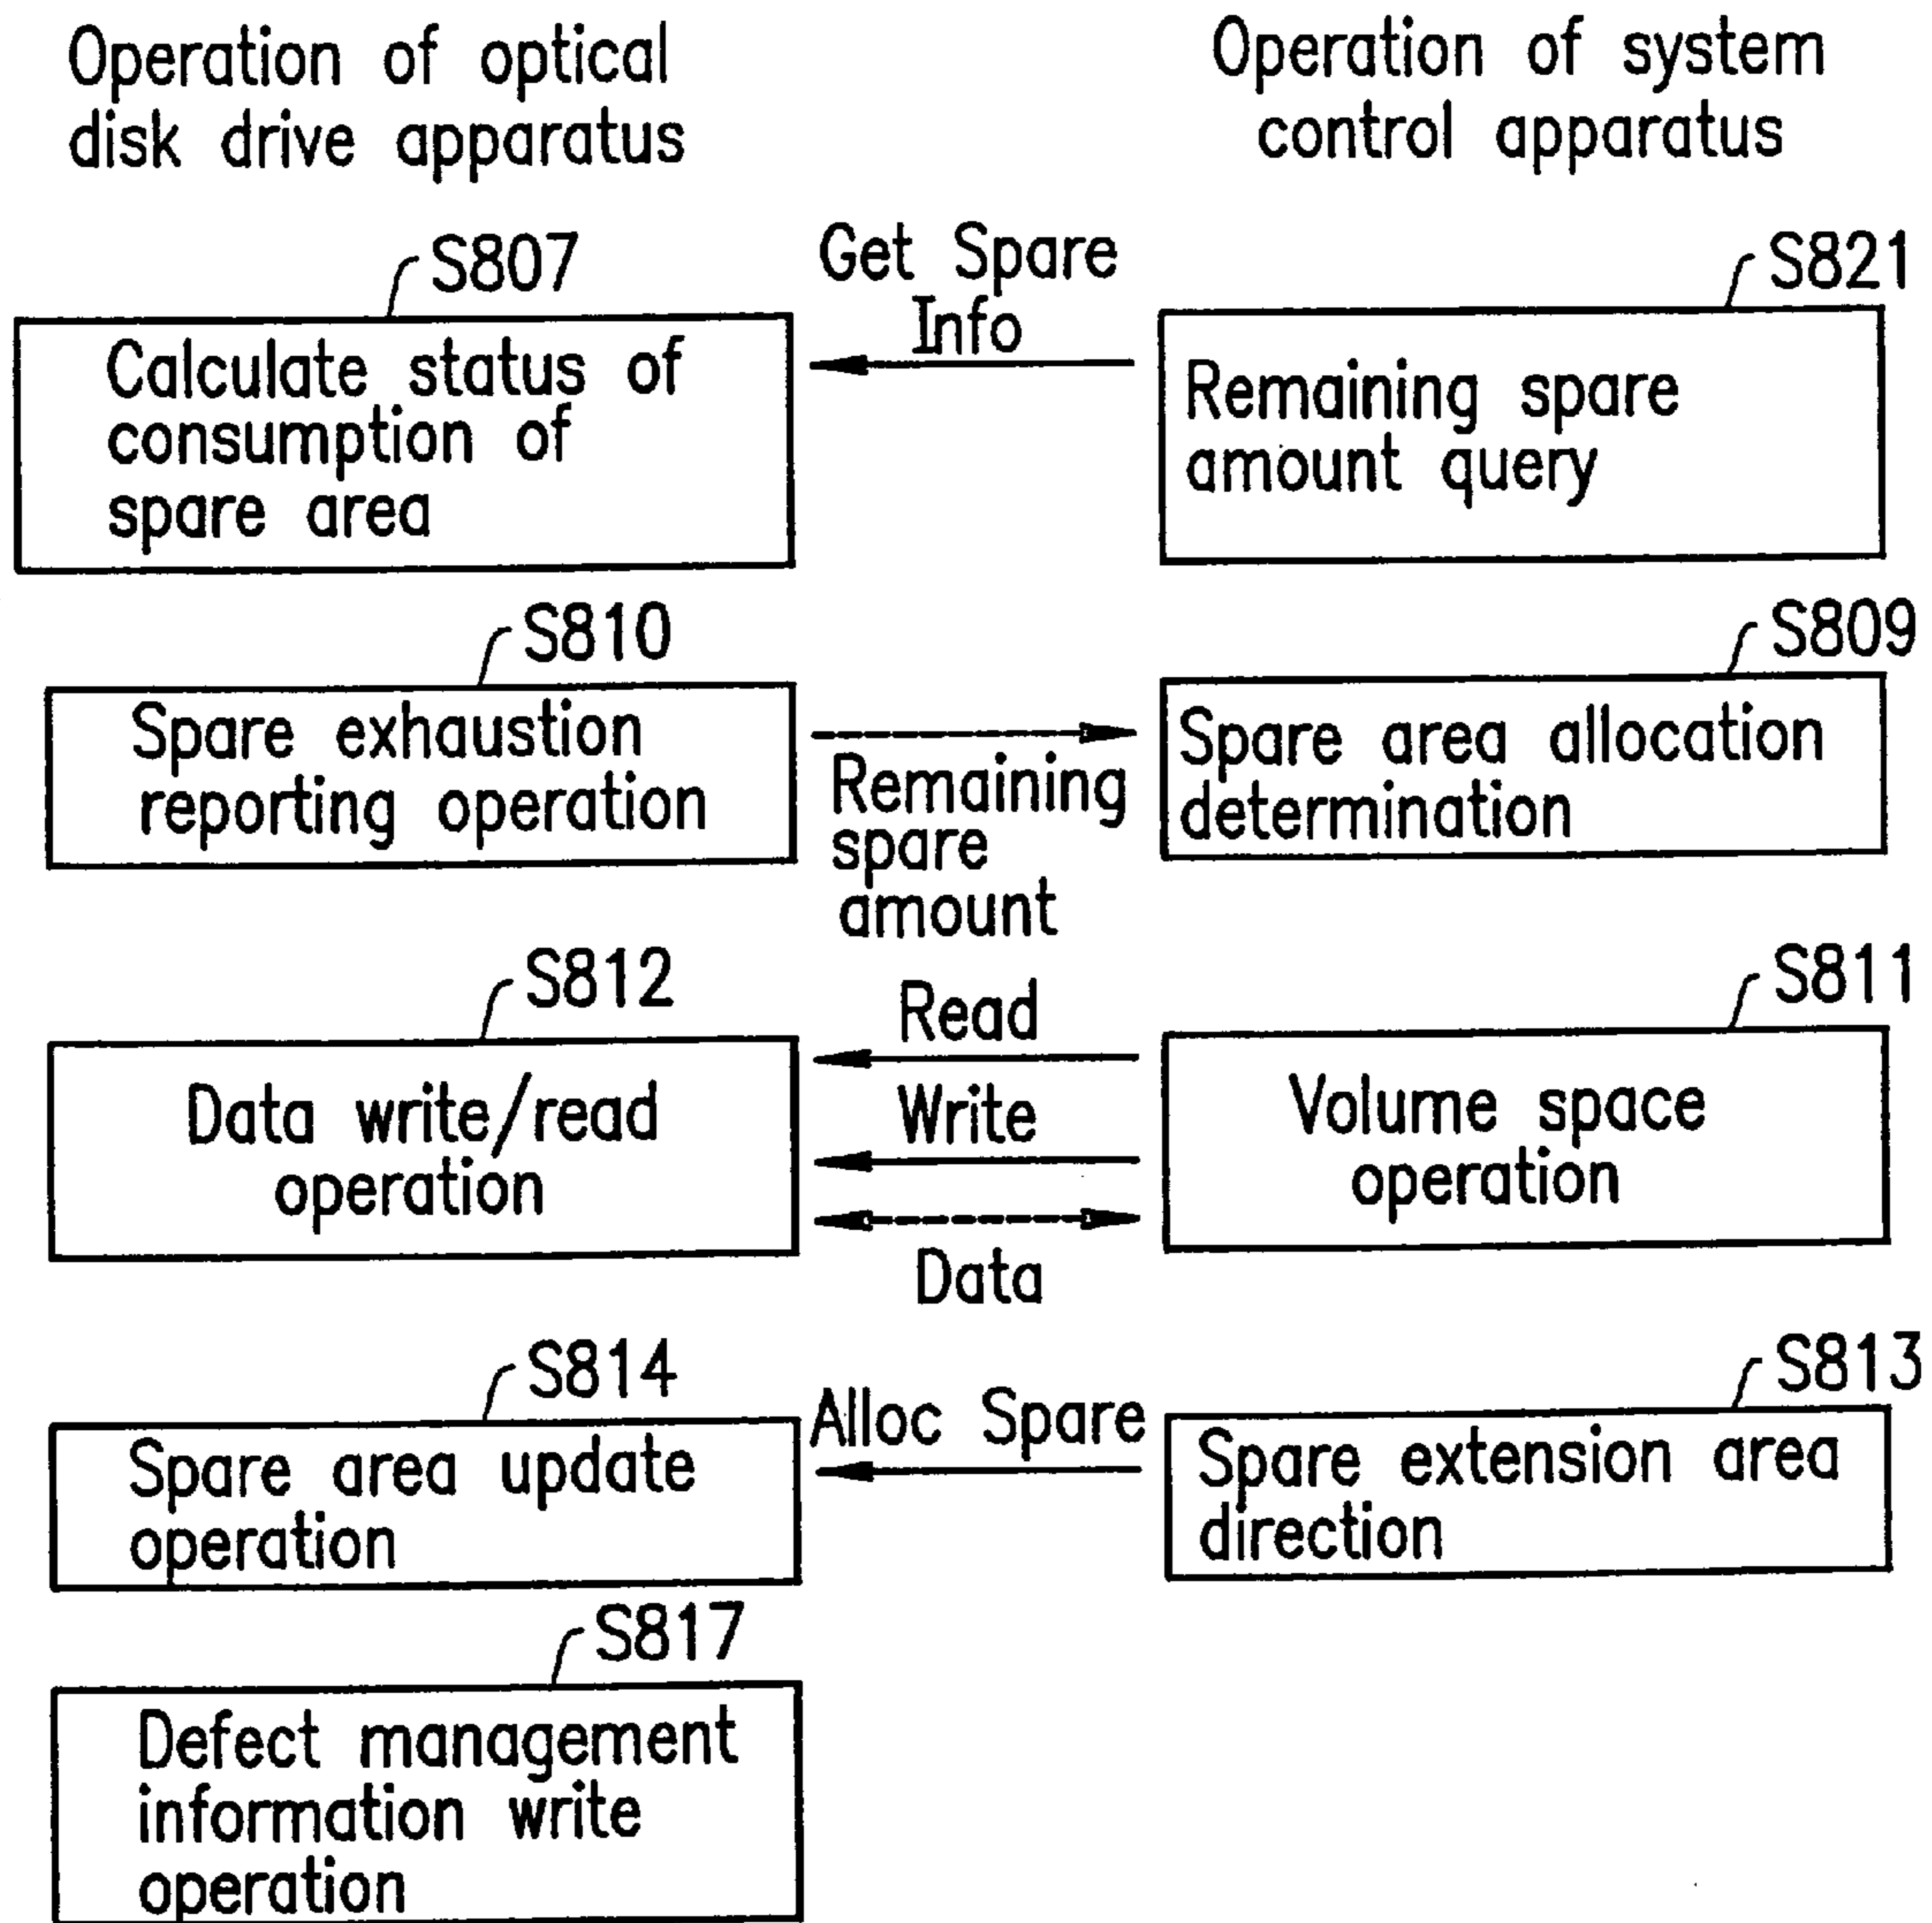 Operation of optical
disk drive apparatus
Operation of system
control apparatus
S807
Calculate status of
consumption of
spare area
Get Spare
Info
S821
Remaining spare
amount query
S810
Spare exhaustion
reporting operation
Remaining
spare
amount
S809
Spare area allocation
determination
S812
Data write/read
operation
Read
Write
Data
S811
Volume space
operation
S814
Spare area update
operation
Alloc Spare
S813
Spare extension area
direction
S817
Defect management
information write
operation